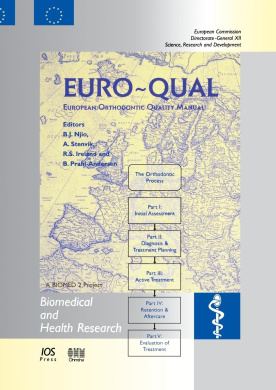 European Commission
Directorate-General XII
Science, Research and Development
EURO~QUAL
EUROPEAN ORTHODONTIC QUALITY MANUAL
Editors
B.J. Njio,
A. Stenvik,
R.S. Ireland and
B. Prahl-Andersen
The Orthodontic
Process
Part I:
Initial Assessment
Part II:
Diagnosis &
Treatment Planning
Part III:
Active Treatment
A BIOMED 2 Project
Biomedical
and
Health Research
Part IV:
Retention &
Aftercare
Part V:
Evaluation of
Treatment
IOS
Press
Ohmsha